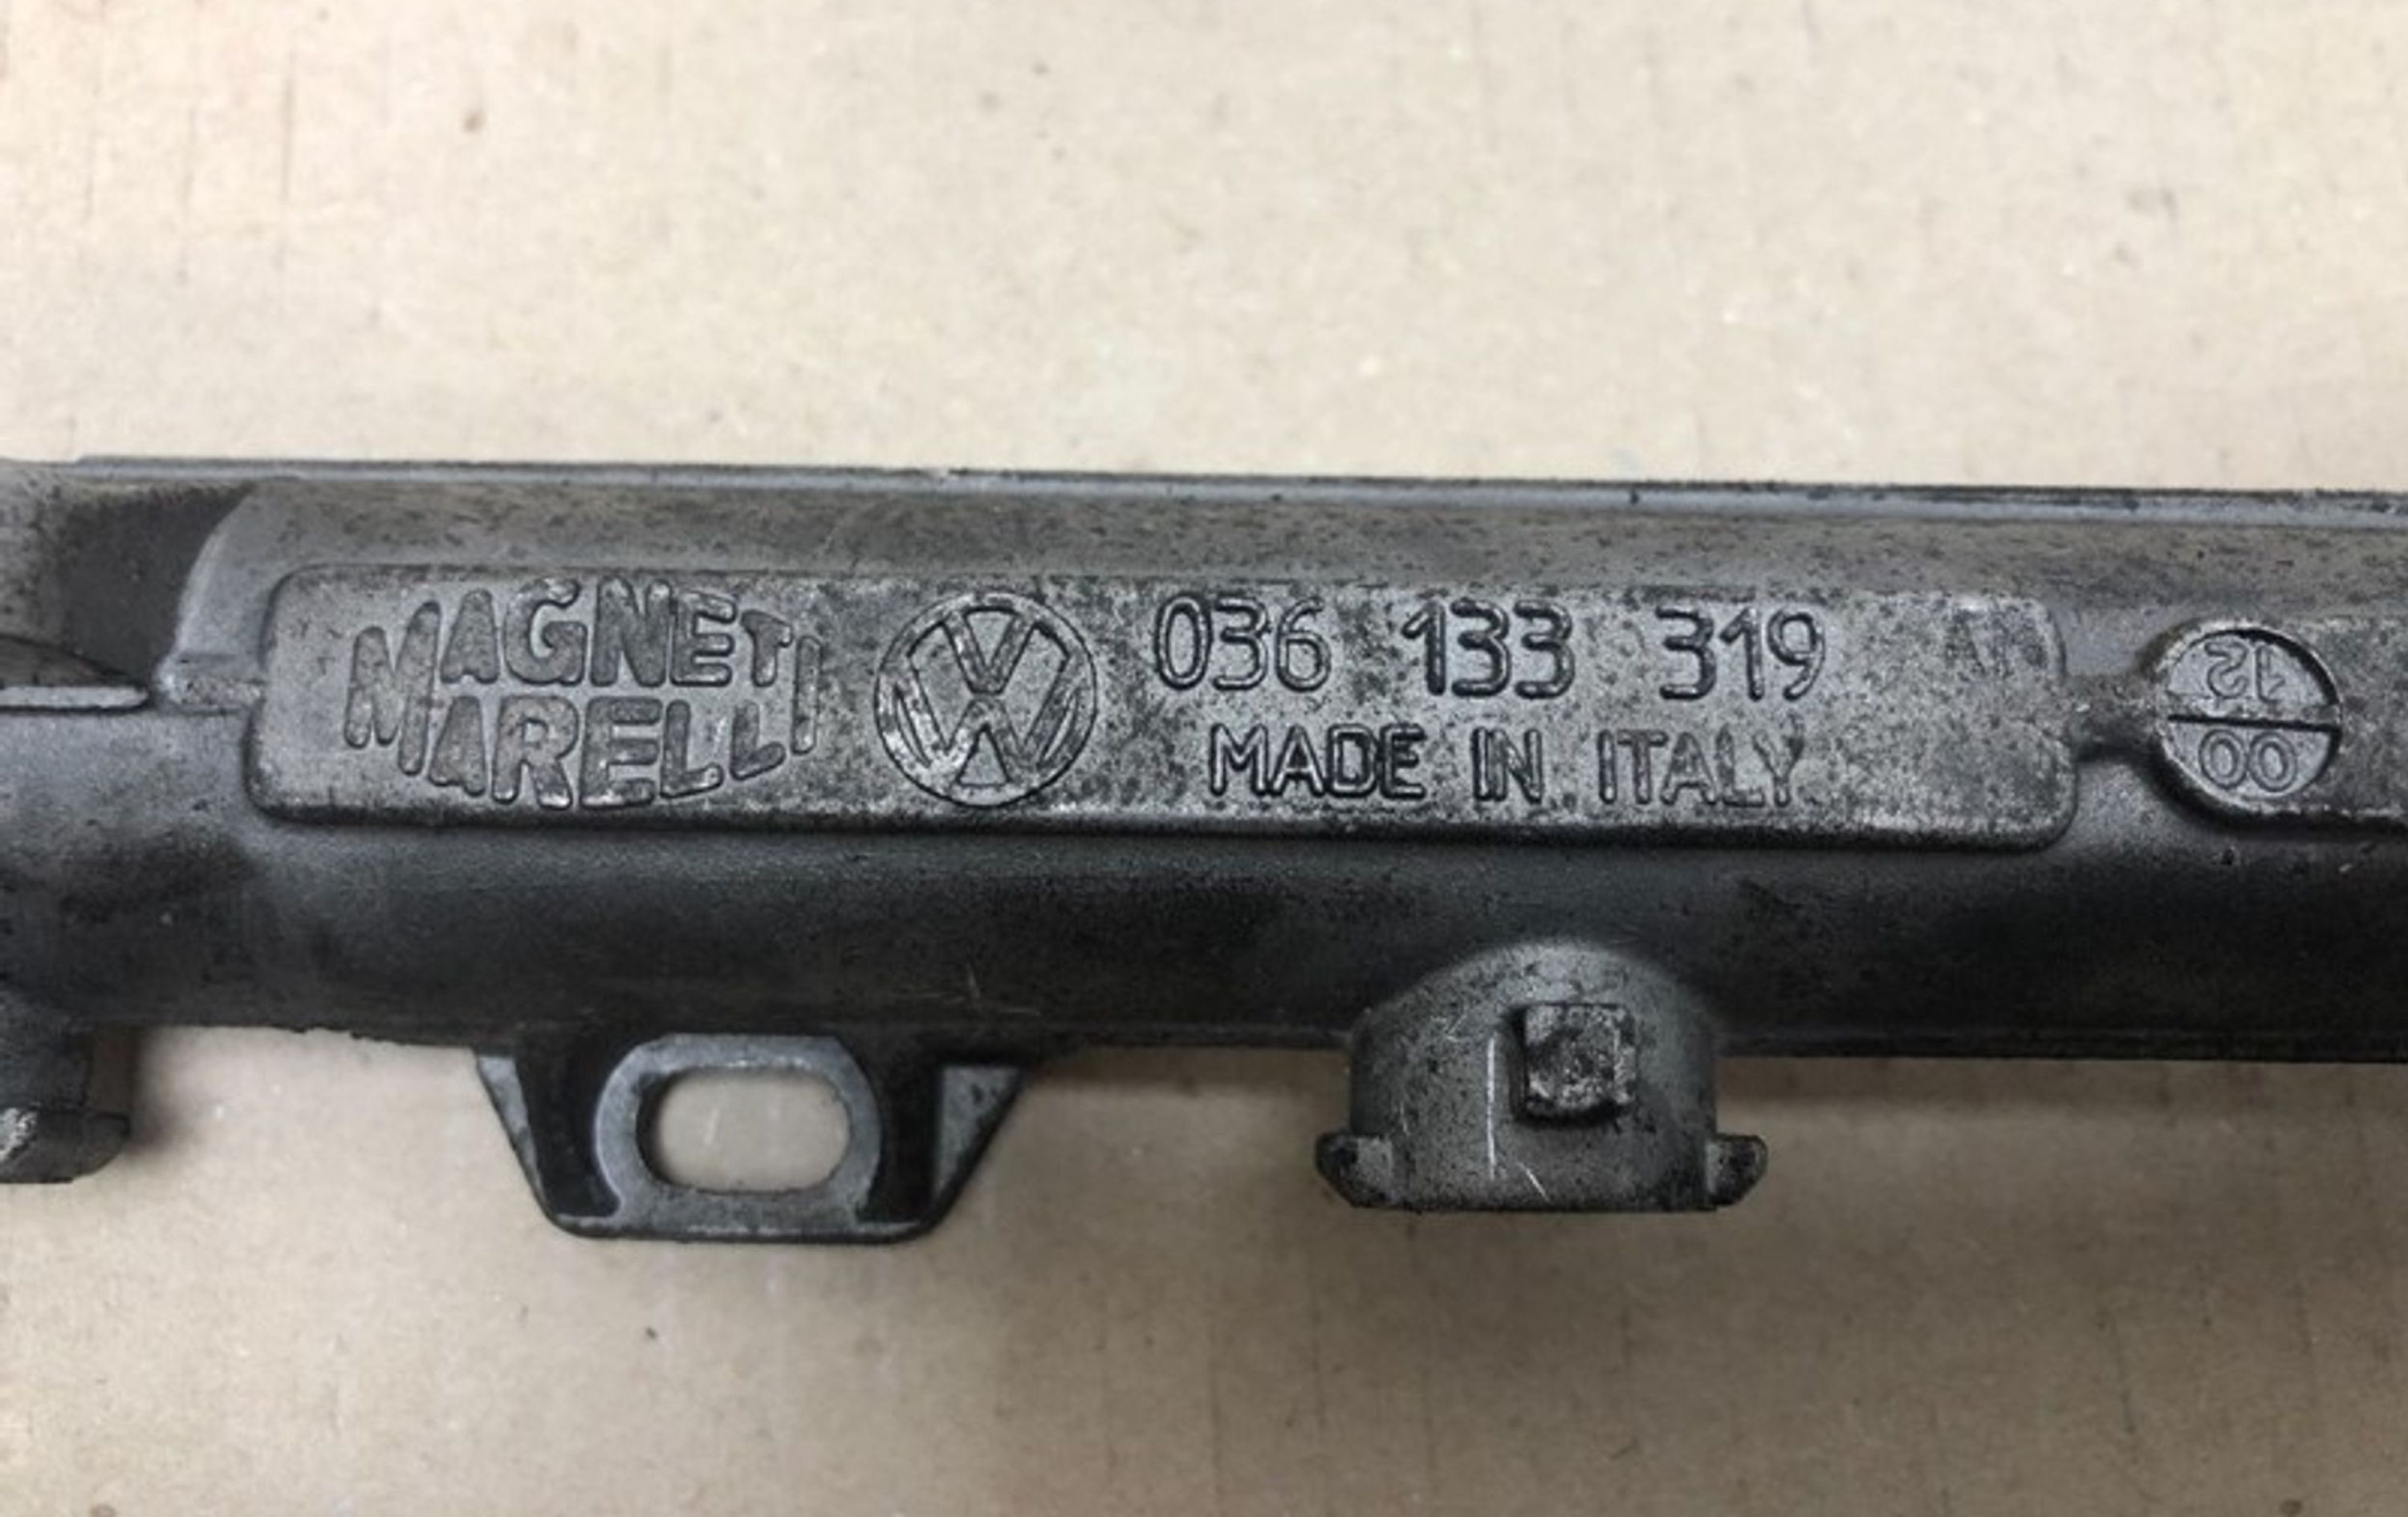 MAGNETI
MARELLI
036 133 319
MADE IN ITALY
12
00